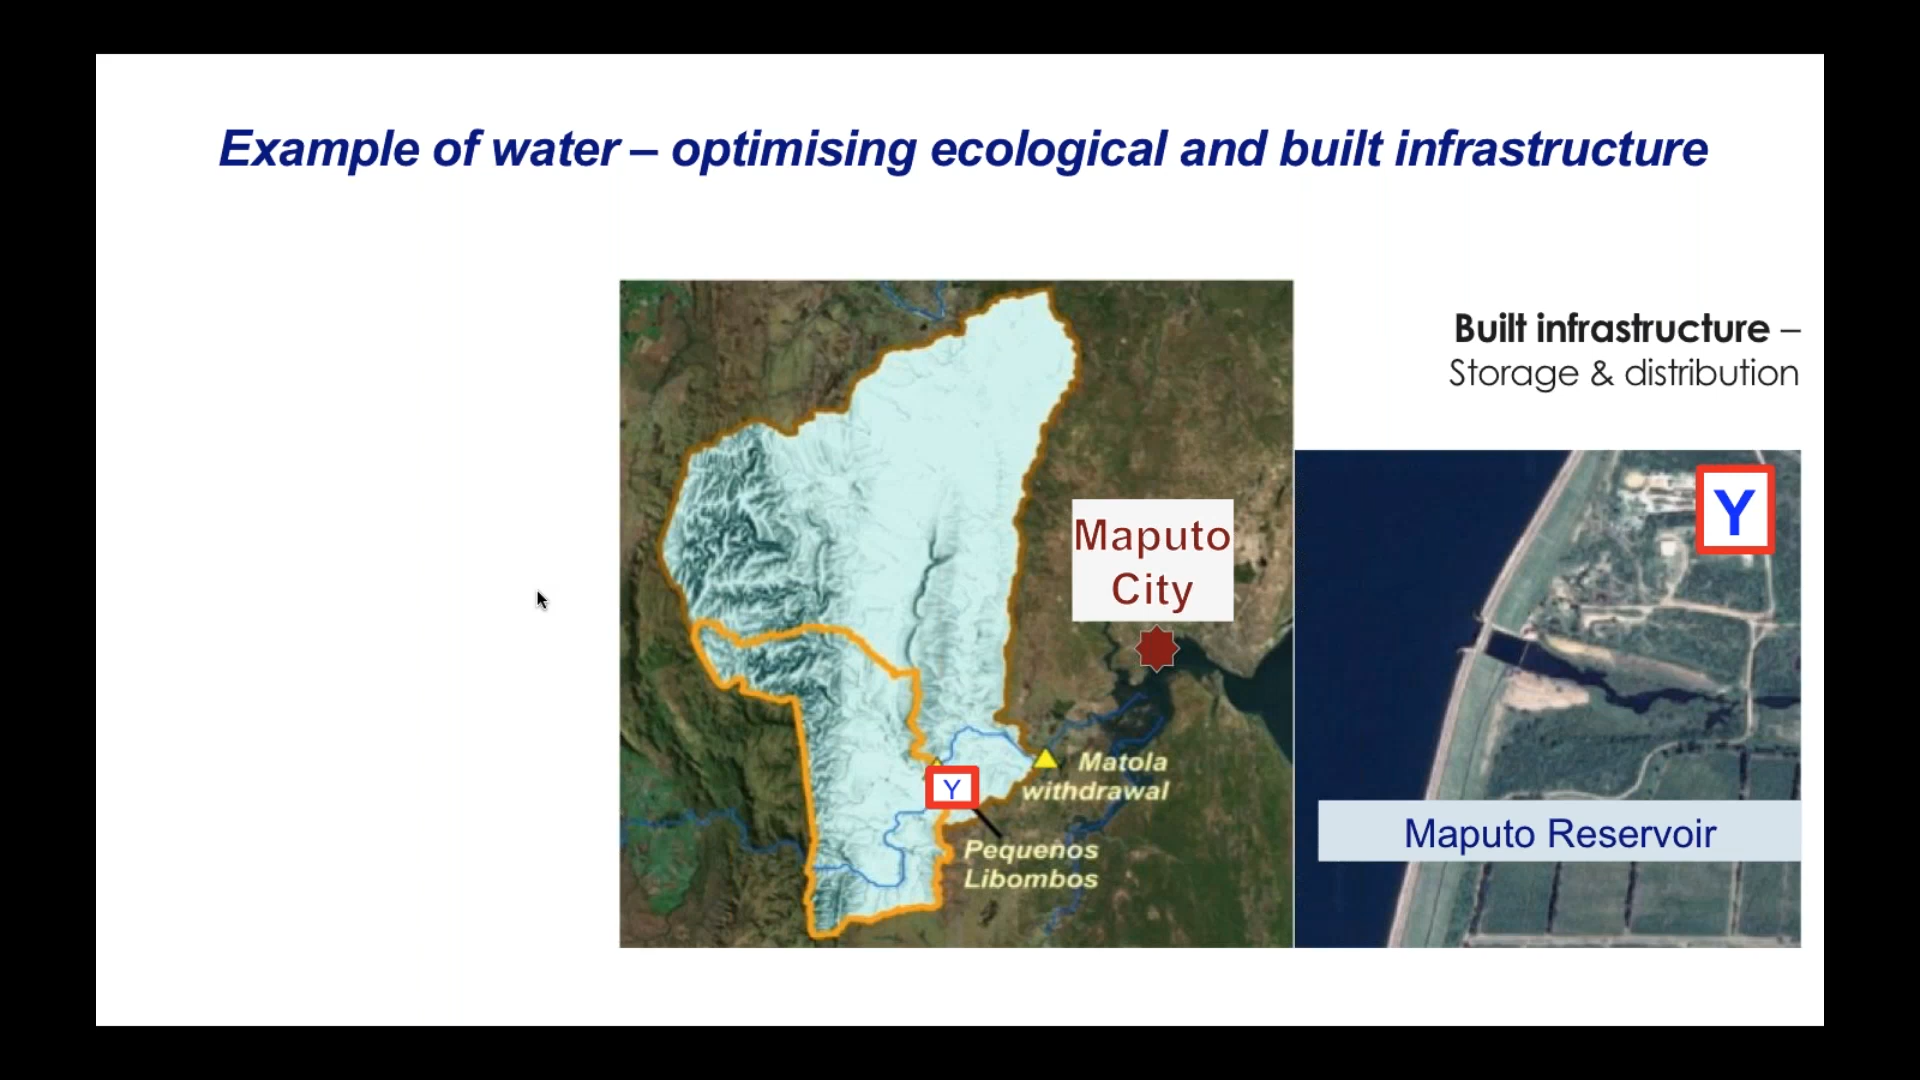 Example of water – optimising ecological and built infrastructure
Built infrastructure –
Storage & distribution
Maputo
City
Matola
withdrawal
Y
Pequenos
Libombos
Y
Maputo Reservoir